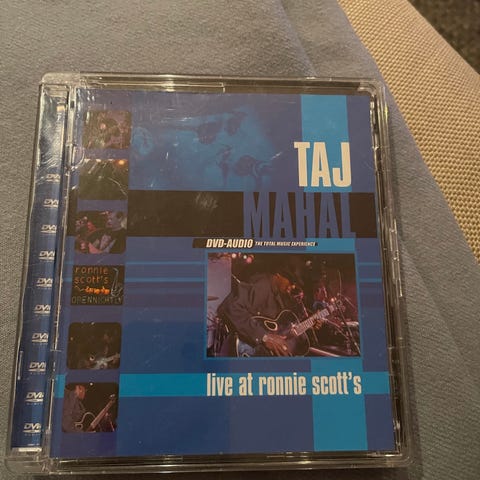 TAJ
MAHAL
DVD-AUDIO THE TOTAL MUSIC EXPERIENCE
ronnie
scott's
OPEN NIGHTLY
live at ronnie scott's
DVD
DVD
DVD
DVD
DVD
DVD
DVD
DVD
DVD